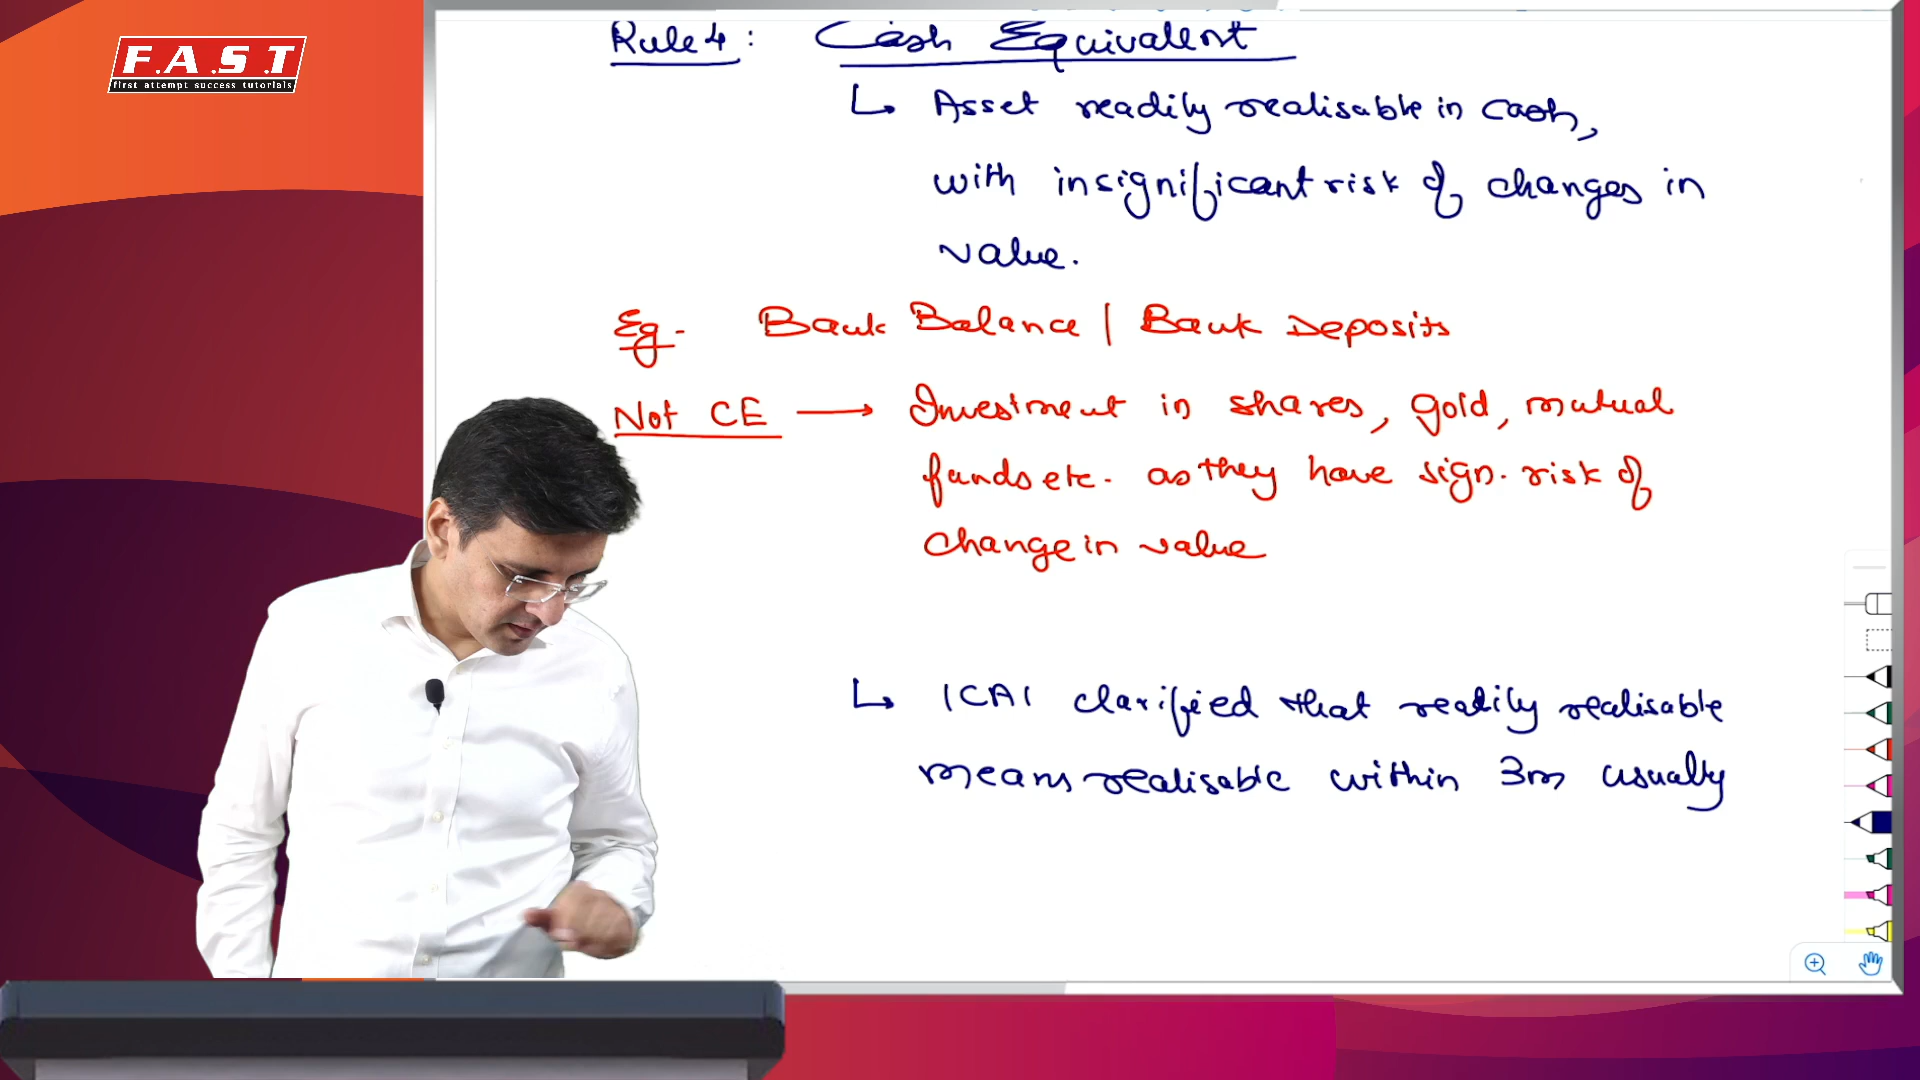 F.A.S.T
first attempt success tutorials
Rule 4 : Cash Equivalent
↳ Asset readily realisable in cash,
with insignificant risk of changes in
value.
Eg- Bank Balance | Bank Deposits
Not CE → Investment in shares, gold, mutual
funds etc. as they have sign. risk of
change in value
↳ ICAI clarified that readily realisable
means realisable within 3m usually